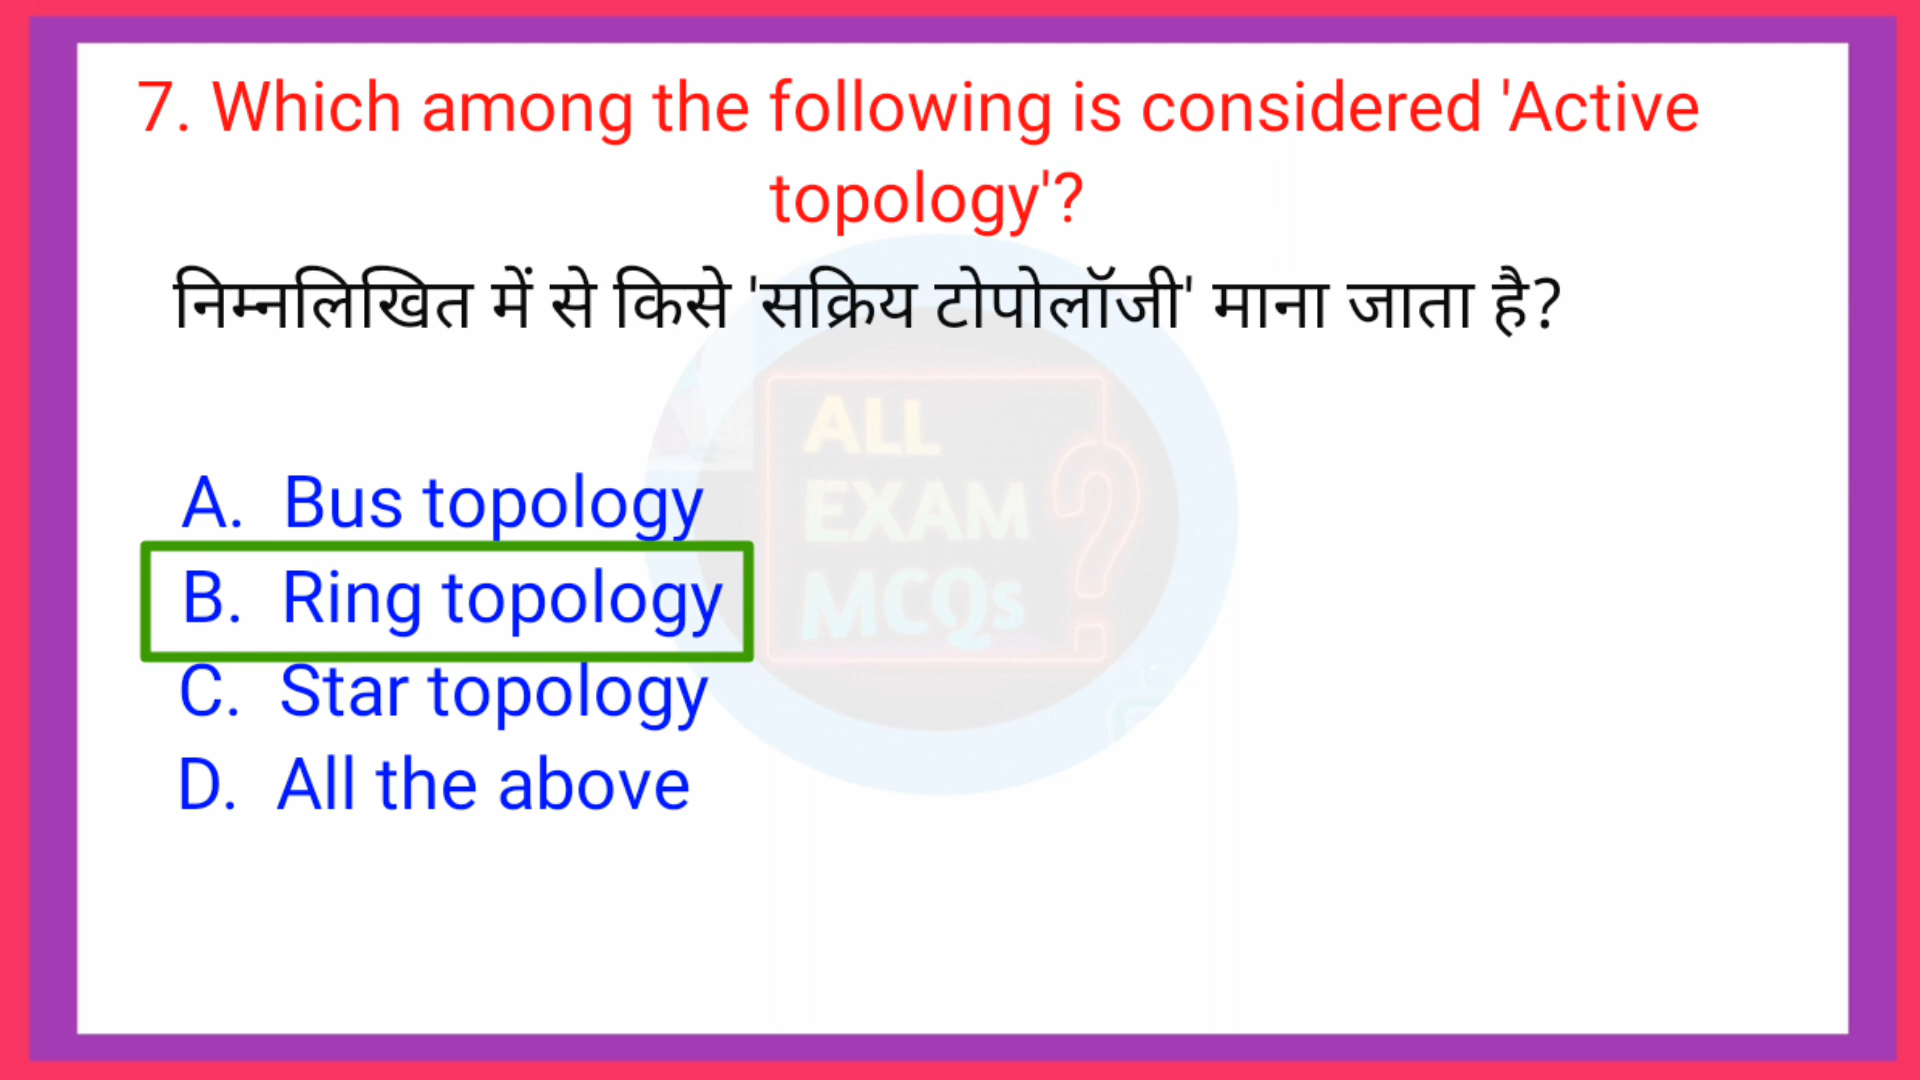 7. Which among the following is considered 'Active
topology'?
निम्नलिखित में से किसे 'सक्रिय टोपोलॉजी' माना जाता है?
ALL
EXAM
MCQs
?
A. Bus topology
B. Ring topology
C. Star topology
D. All the above